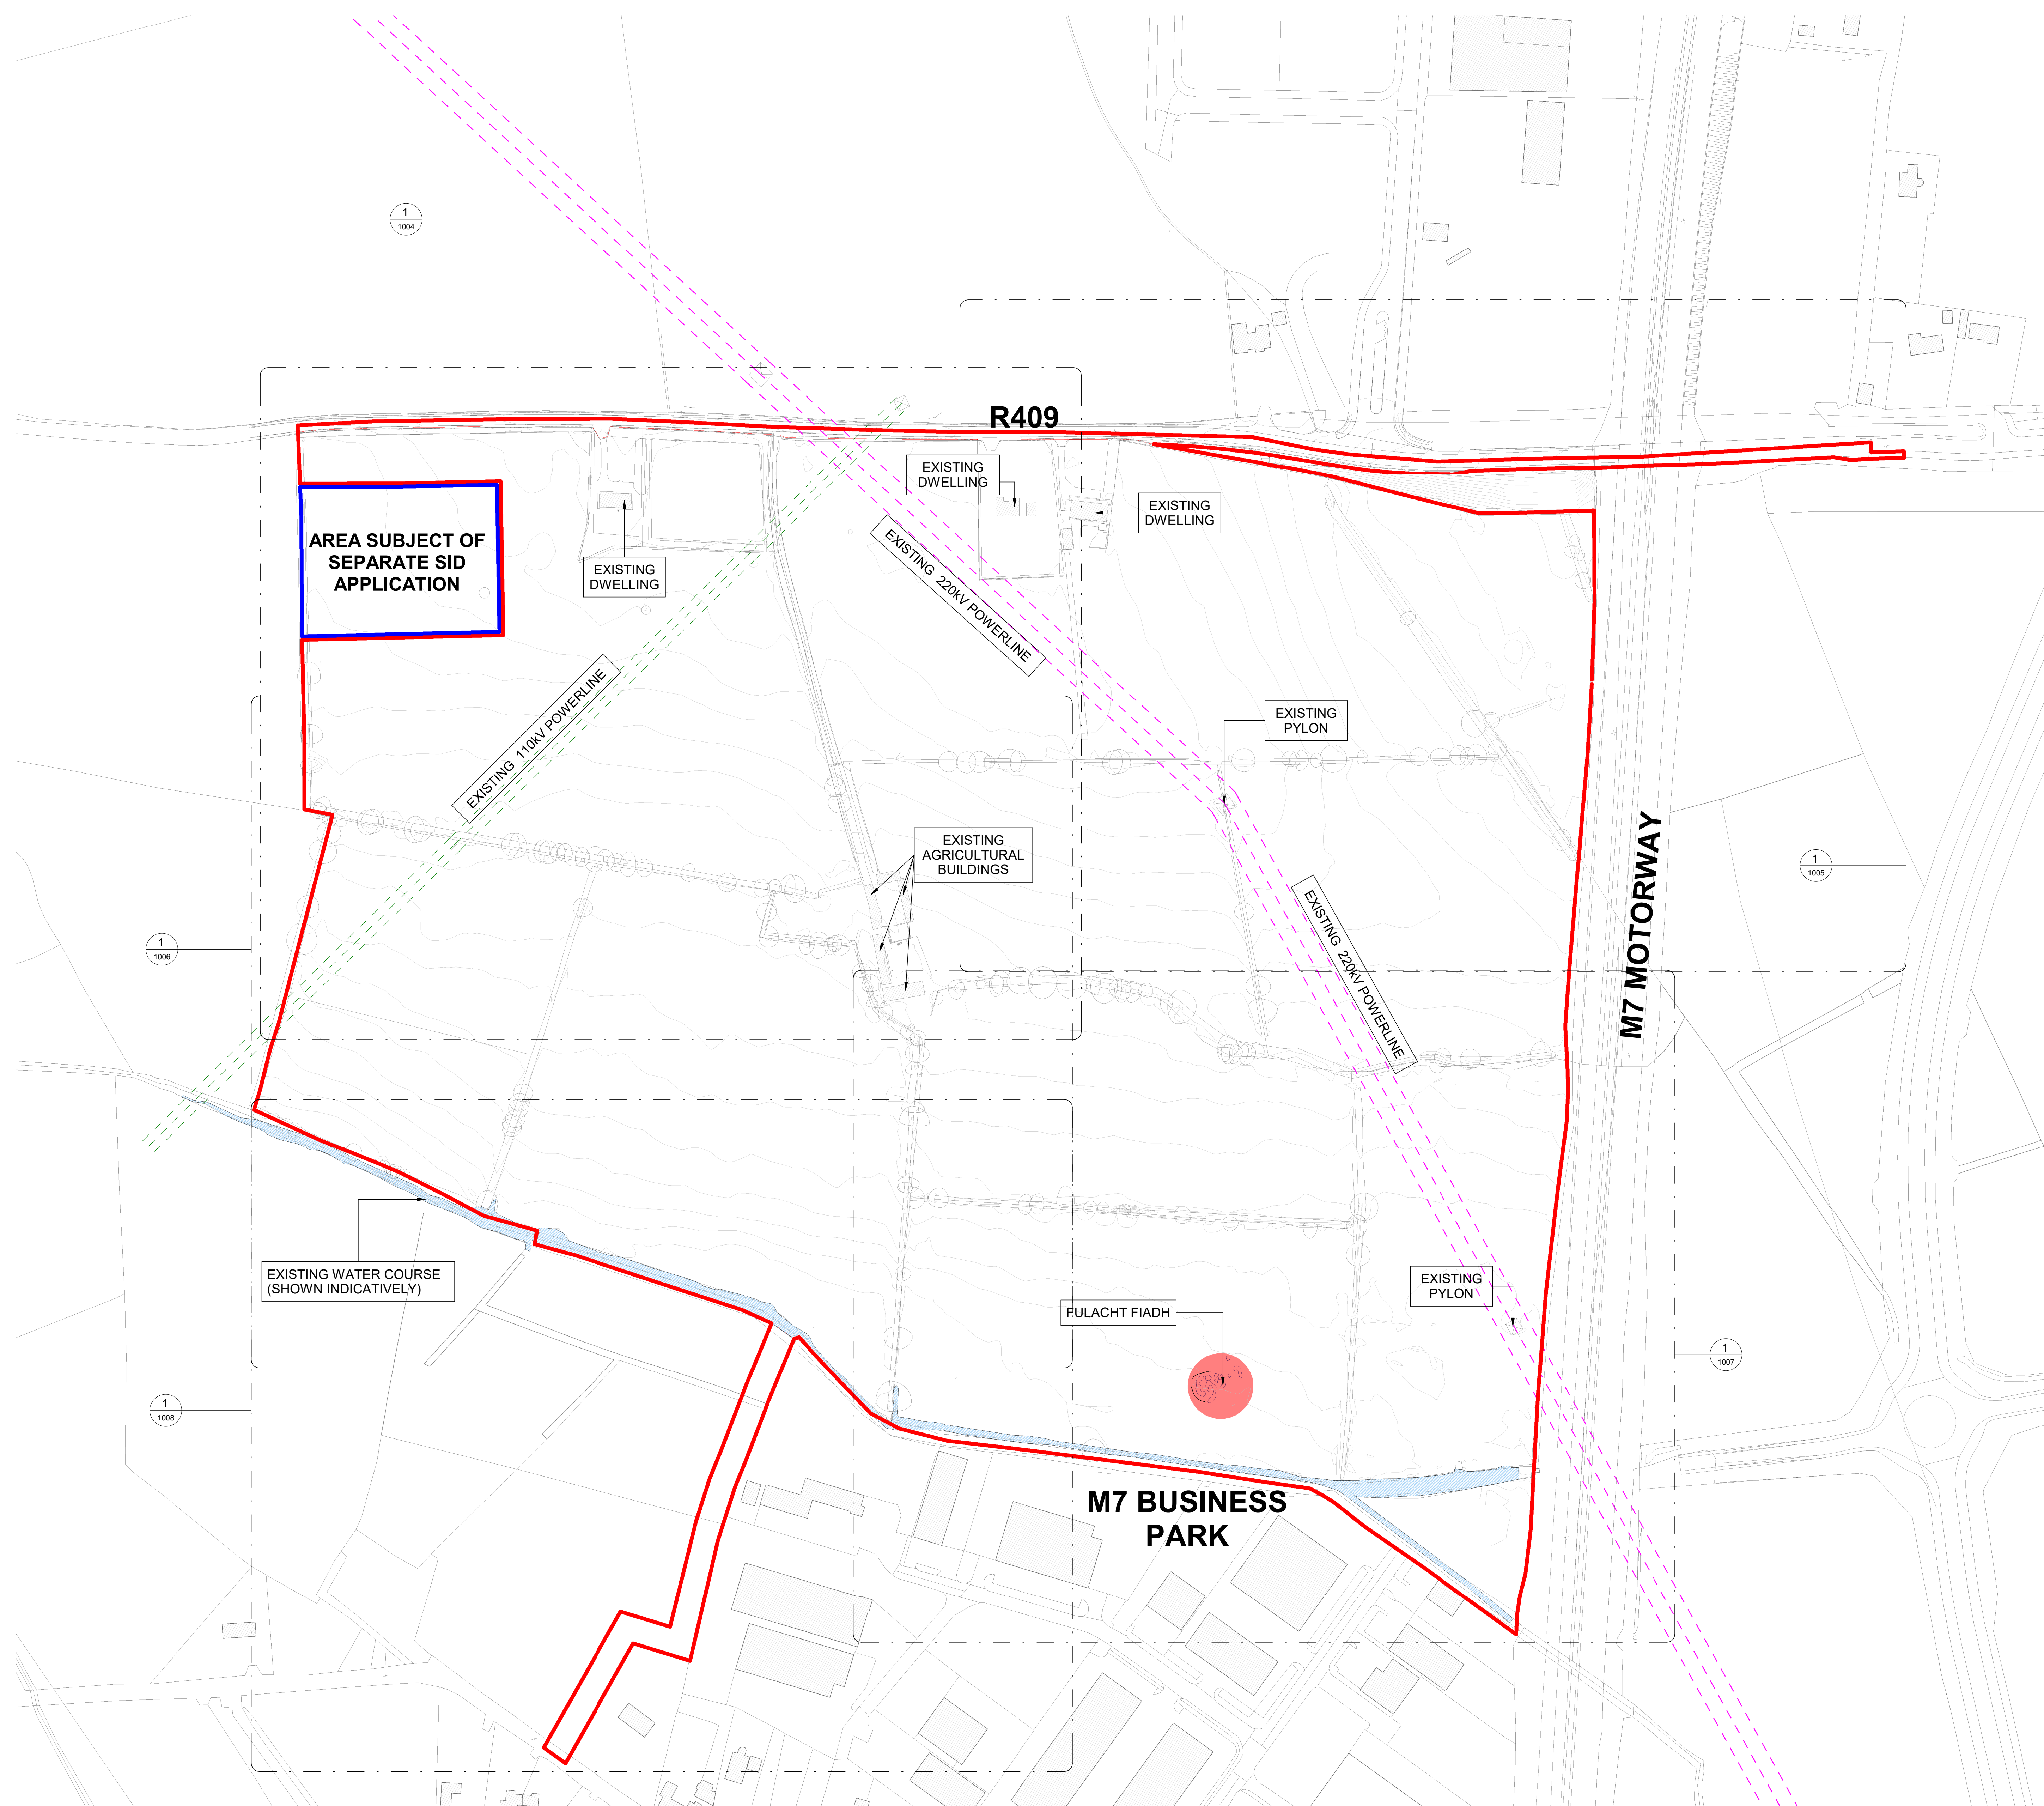 1
1004
R409
EXISTING
DWELLING
EXISTING
DWELLING
AREA SUBJECT OF
SEPARATE SID
APPLICATION
EXISTING
DWELLING
EXISTING 220kV POWERLINE
EXISTING 110kV POWERLINE
EXISTING
PYLON
EXISTING
AGRICULTURAL
BUILDINGS
M7 MOTORWAY
1
1005
1
1006
EXISTING 220kV POWERLINE
EXISTING WATER COURSE
(SHOWN INDICATIVELY)
EXISTING
PYLON
FULACHT FIADH
1
1007
1
1008
M7 BUSINESS
PARK